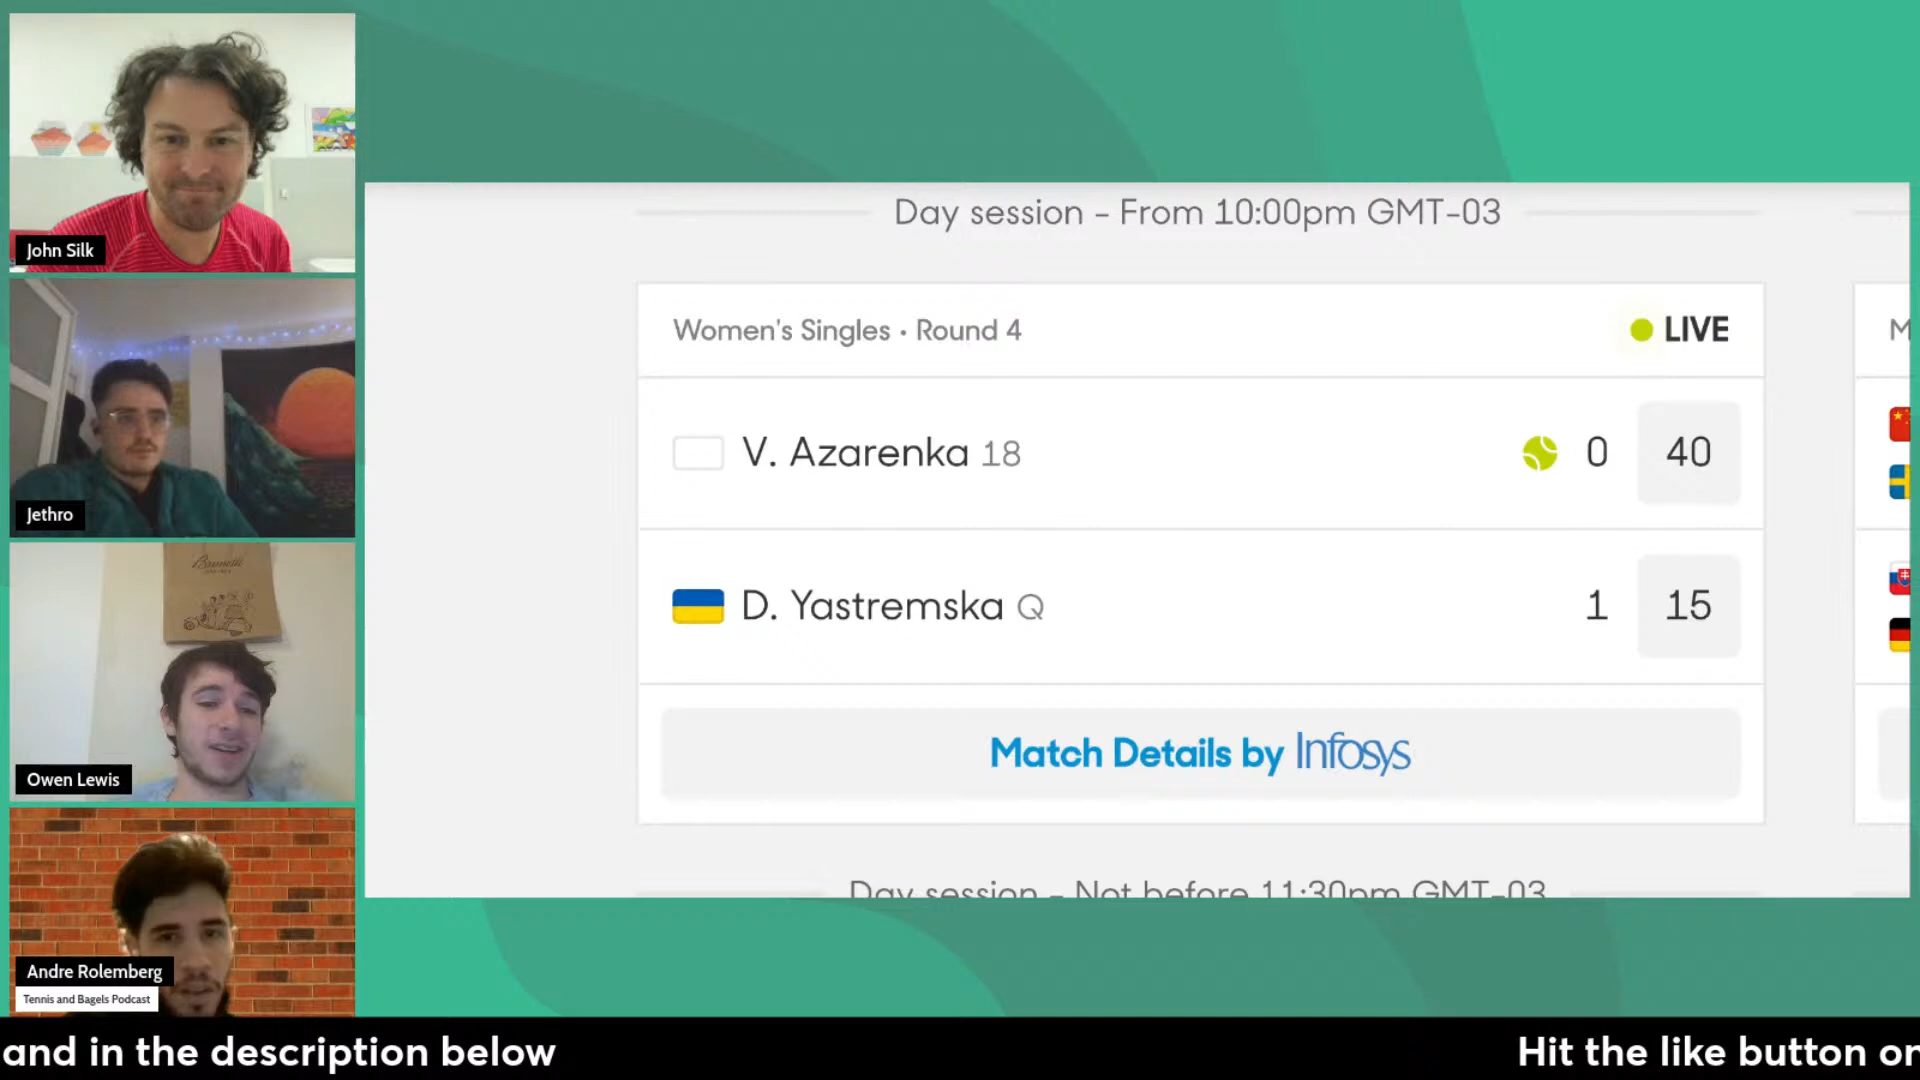 John Silk
Jethro
Brunetti
Owen Lewis
Andre Rolemberg
Tennis and Bagels Podcast
Day session - From 10:00pm GMT-03
Women's Singles • Round 4
LIVE
V. Azarenka 18
0 40
D. Yastremska Q
1 15
Match Details by Infosys
Day session - Not before 11:30pm GMT-03
M
and in the description below
Hit the like button on